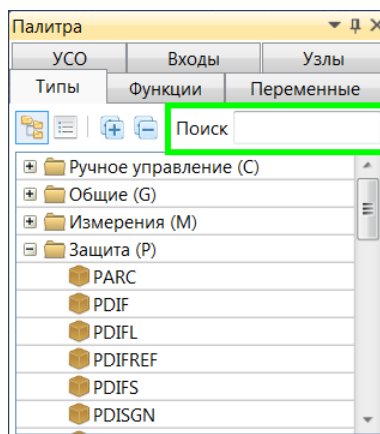 Палитра
УСО Входы Узлы
Типы Функции Переменные
Поиск
Ручное управление (C)
Общие (G)
Измерения (M)
Защита (P)
PARC
PDIF
PDIFL
PDIFREF
PDIFS
PDISGN